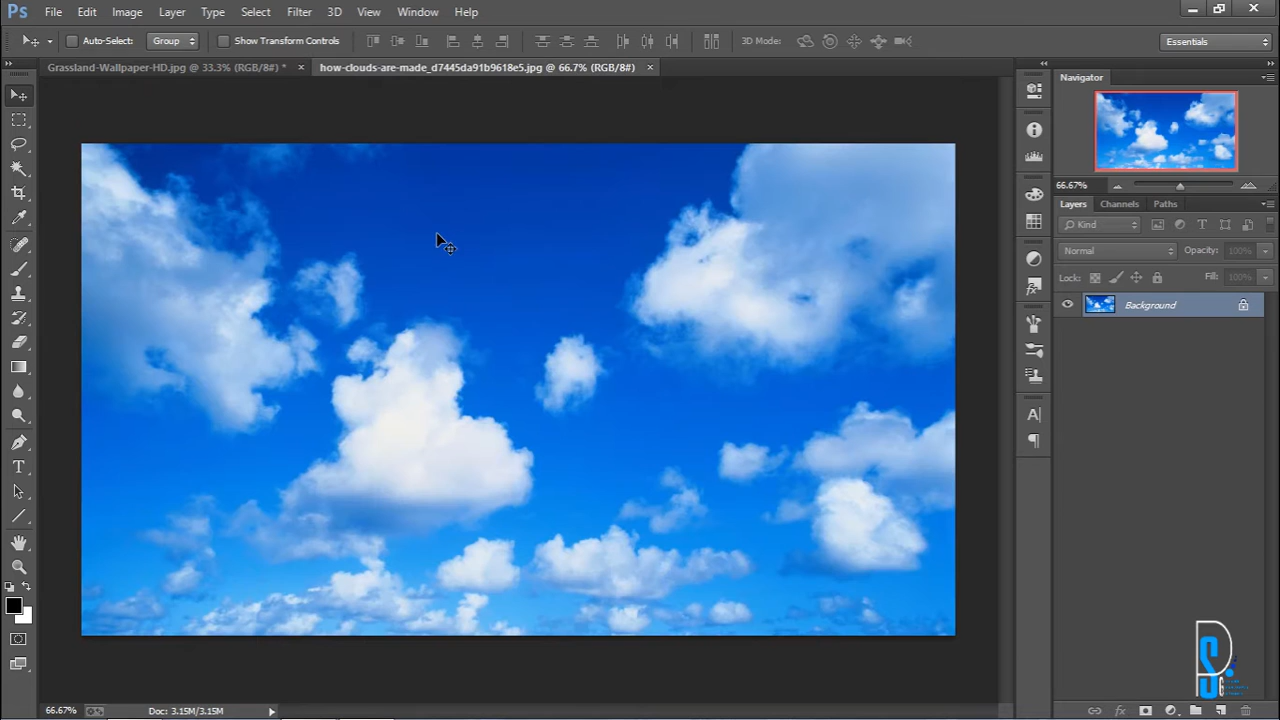 Ps File Edit Image Layer Type Select Filter 3D View Window Help
Auto-Select: Group Show Transform Controls 3D Mode: Essentials
Grassland-Wallpaper-HD.jpg @ 33.3% (RGB/8#) * × how-clouds-are-made_d7445da91b9618e5.jpg @ 66.7% (RGB/8#) ×
Navigator
66.67%
Layers Channels Paths
Kind
Normal Opacity: 100%
Lock: Fill: 100%
Background
66.67% Doc: 3.15M/3.15M